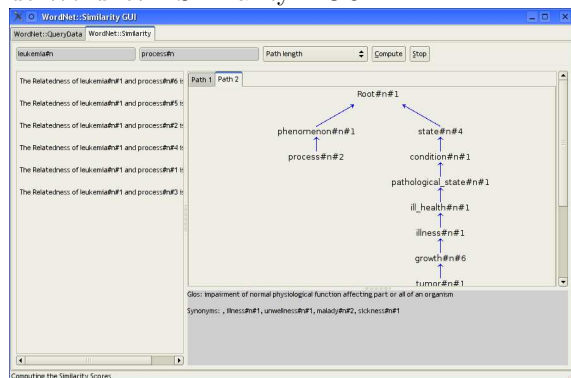 WordNet::Similarity GUI
WordNet::QueryData WordNet::Similarity
leukemia#n process#n Path length Compute Stop
The Relatedness of leukemia#n#1 and process#n#6 is
The Relatedness of leukemia#n#1 and process#n#5 is
The Relatedness of leukemia#n#1 and process#n#2 is
The Relatedness of leukemia#n#1 and process#n#4 is
The Relatedness of leukemia#n#1 and process#n#1 is
The Relatedness of leukemia#n#1 and process#n#3 is
Path 1 Path 2
Root#n#1
phenomenon#n#1 state#n#4
process#n#2 condition#n#1
pathological_state#n#1
ill_health#n#1
illness#n#1
growth#n#6
tumor#n#1
Glos: impairment of normal physiological function affecting part or all of an organism
Synonyms: , illness#n#1, unwellness#n#1, malady#n#2, sickness#n#1
Computing the Similarity Scores